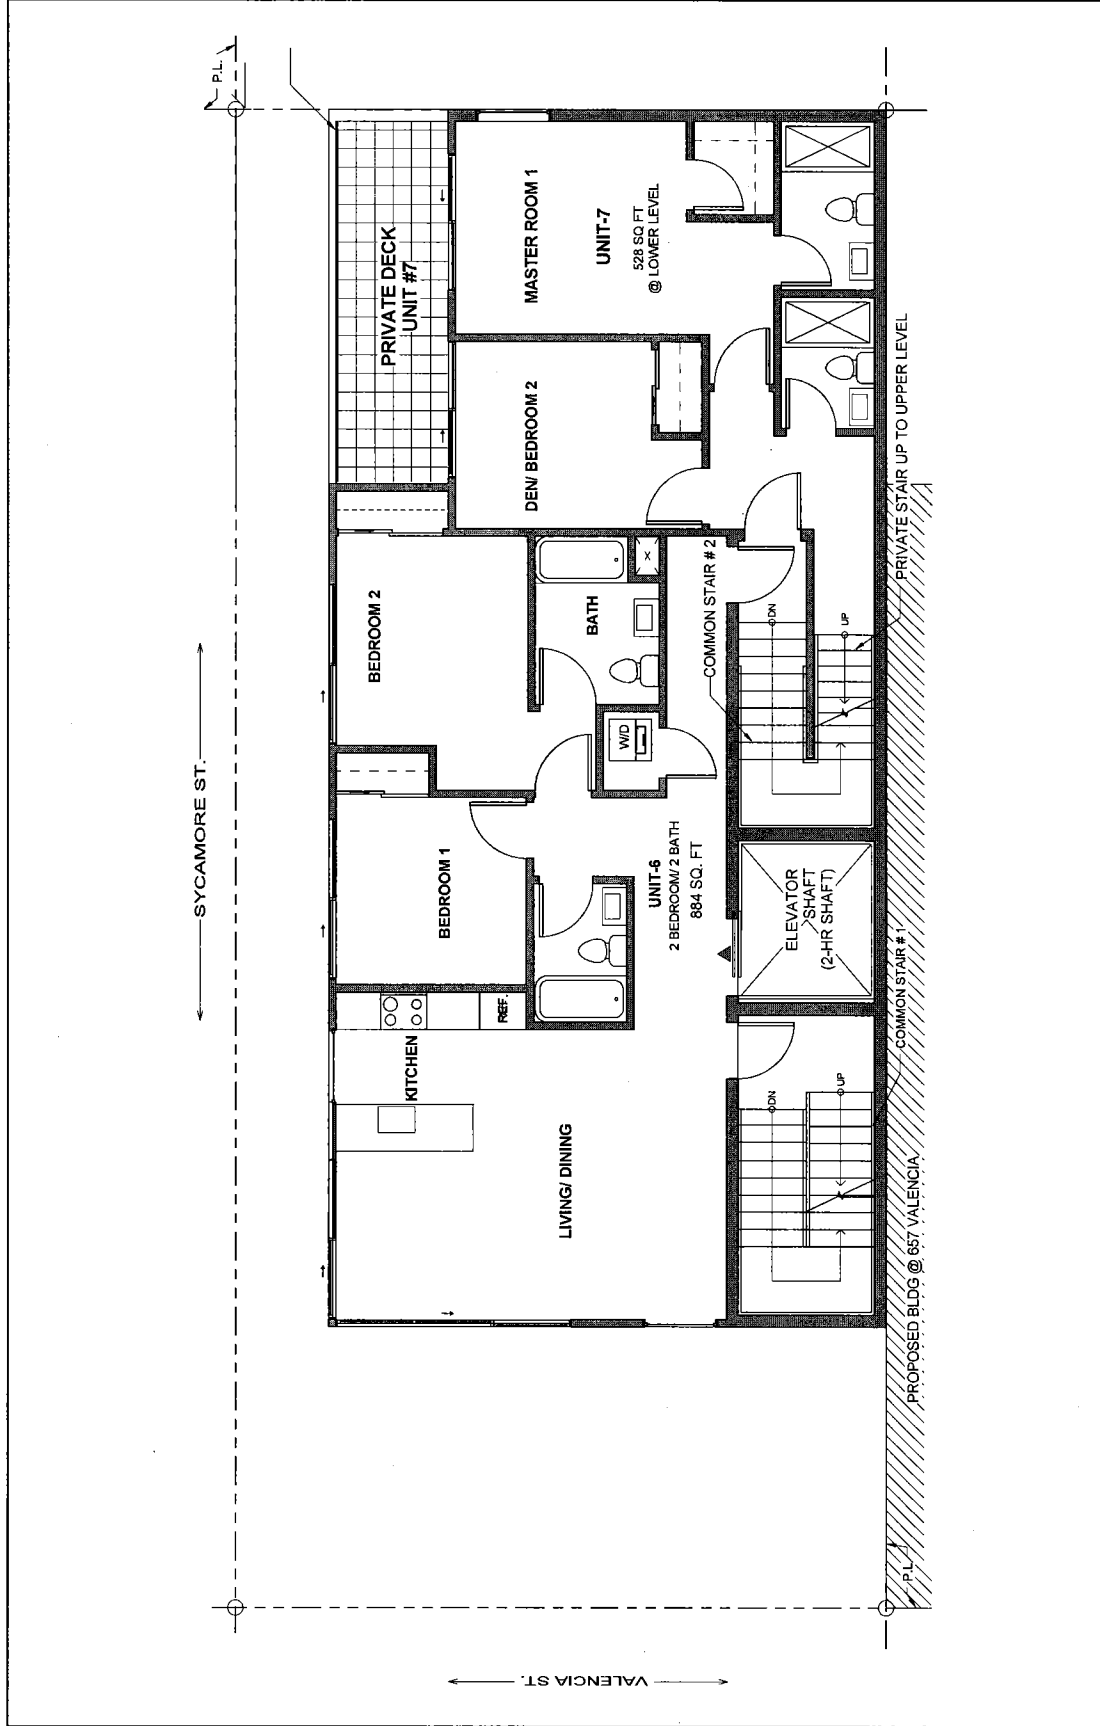 SYCAMORE ST.
VALENCIA ST.
P.L.
PRIVATE DECK
UNIT #7
MASTER ROOM 1
UNIT-7
528 SQ FT
@ LOWER LEVEL
DEN/ BEDROOM 2
BEDROOM 2
BATH
W/D
COMMON STAIR # 2
DN
UP
PRIVATE STAIR UP TO UPPER LEVEL
BEDROOM 1
UNIT-6
2 BEDROOM/ 2 BATH
884 SQ. FT
ELEVATOR
SHAFT
(2-HR SHAFT)
KITCHEN
REF.
LIVING/ DINING
COMMON STAIR # 1
DN
UP
PROPOSED BLDG @ 657 VALENCIA
P.L.